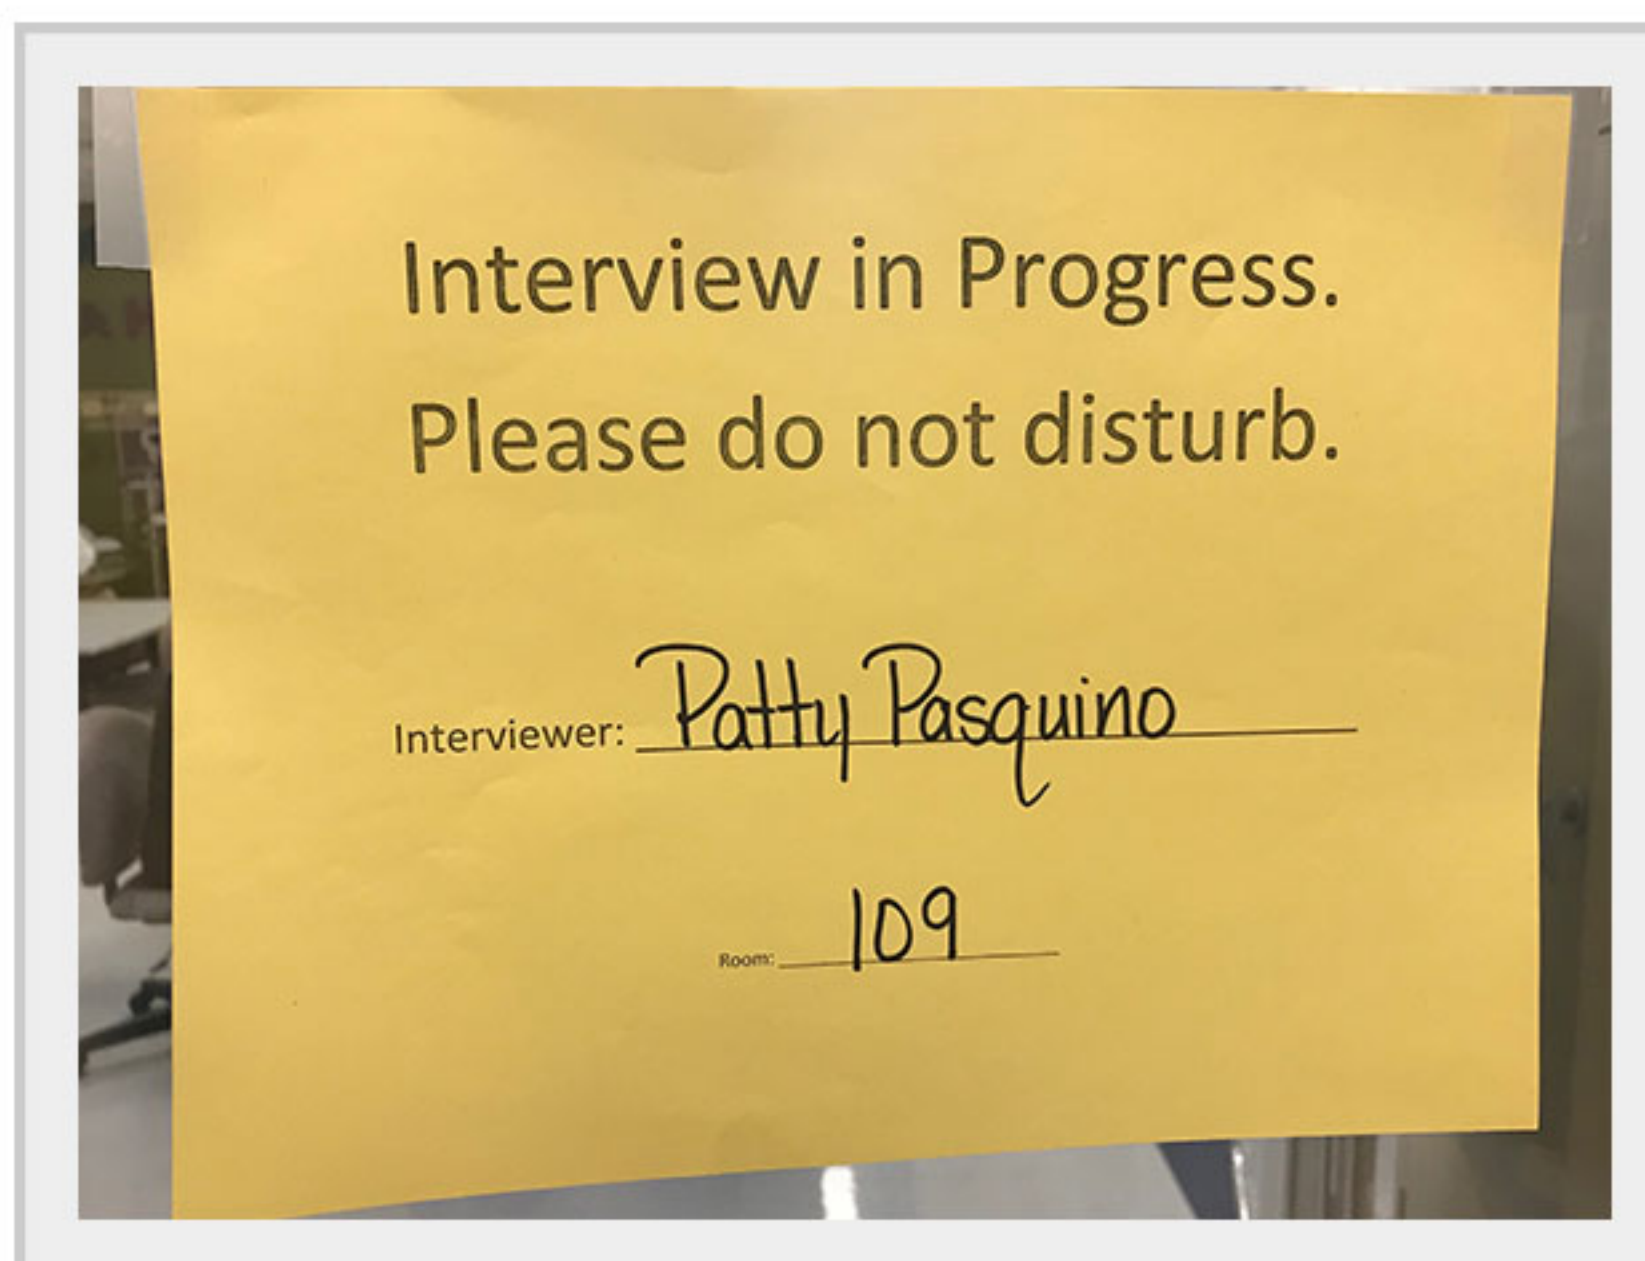 Interview in Progress.
Please do not disturb.
Interviewer: Patty Pasquino
Room: 109